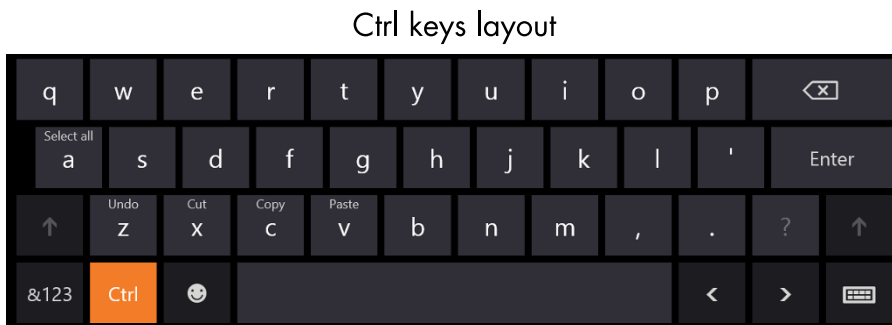 Ctrl keys layout
q w e r t y u i o p
Select all
a s d f g h j k l ' Enter
Undo Cut Copy Paste
z x c v b n m , . ?
&123 Ctrl < >